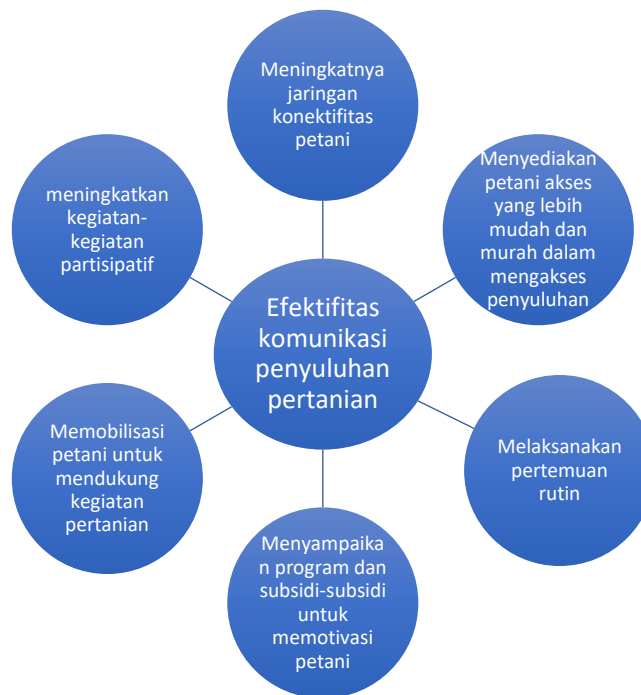 Meningkatnya
jaringan
konektifitas
petani
Menyediakan
petani akses
yang lebih
mudah dan
murah dalam
mengakses
penyuluhan
Melaksanakan
pertemuan
rutin
Menyampaika
n program dan
subsidi-subsidi
untuk
memotivasi
petani
Memobilisasi
petani untuk
mendukung
kegiatan
pertanian
meningkatkan
kegiatan-
kegiatan
partisipatif
Efektifitas
komunikasi
penyuluhan
pertanian